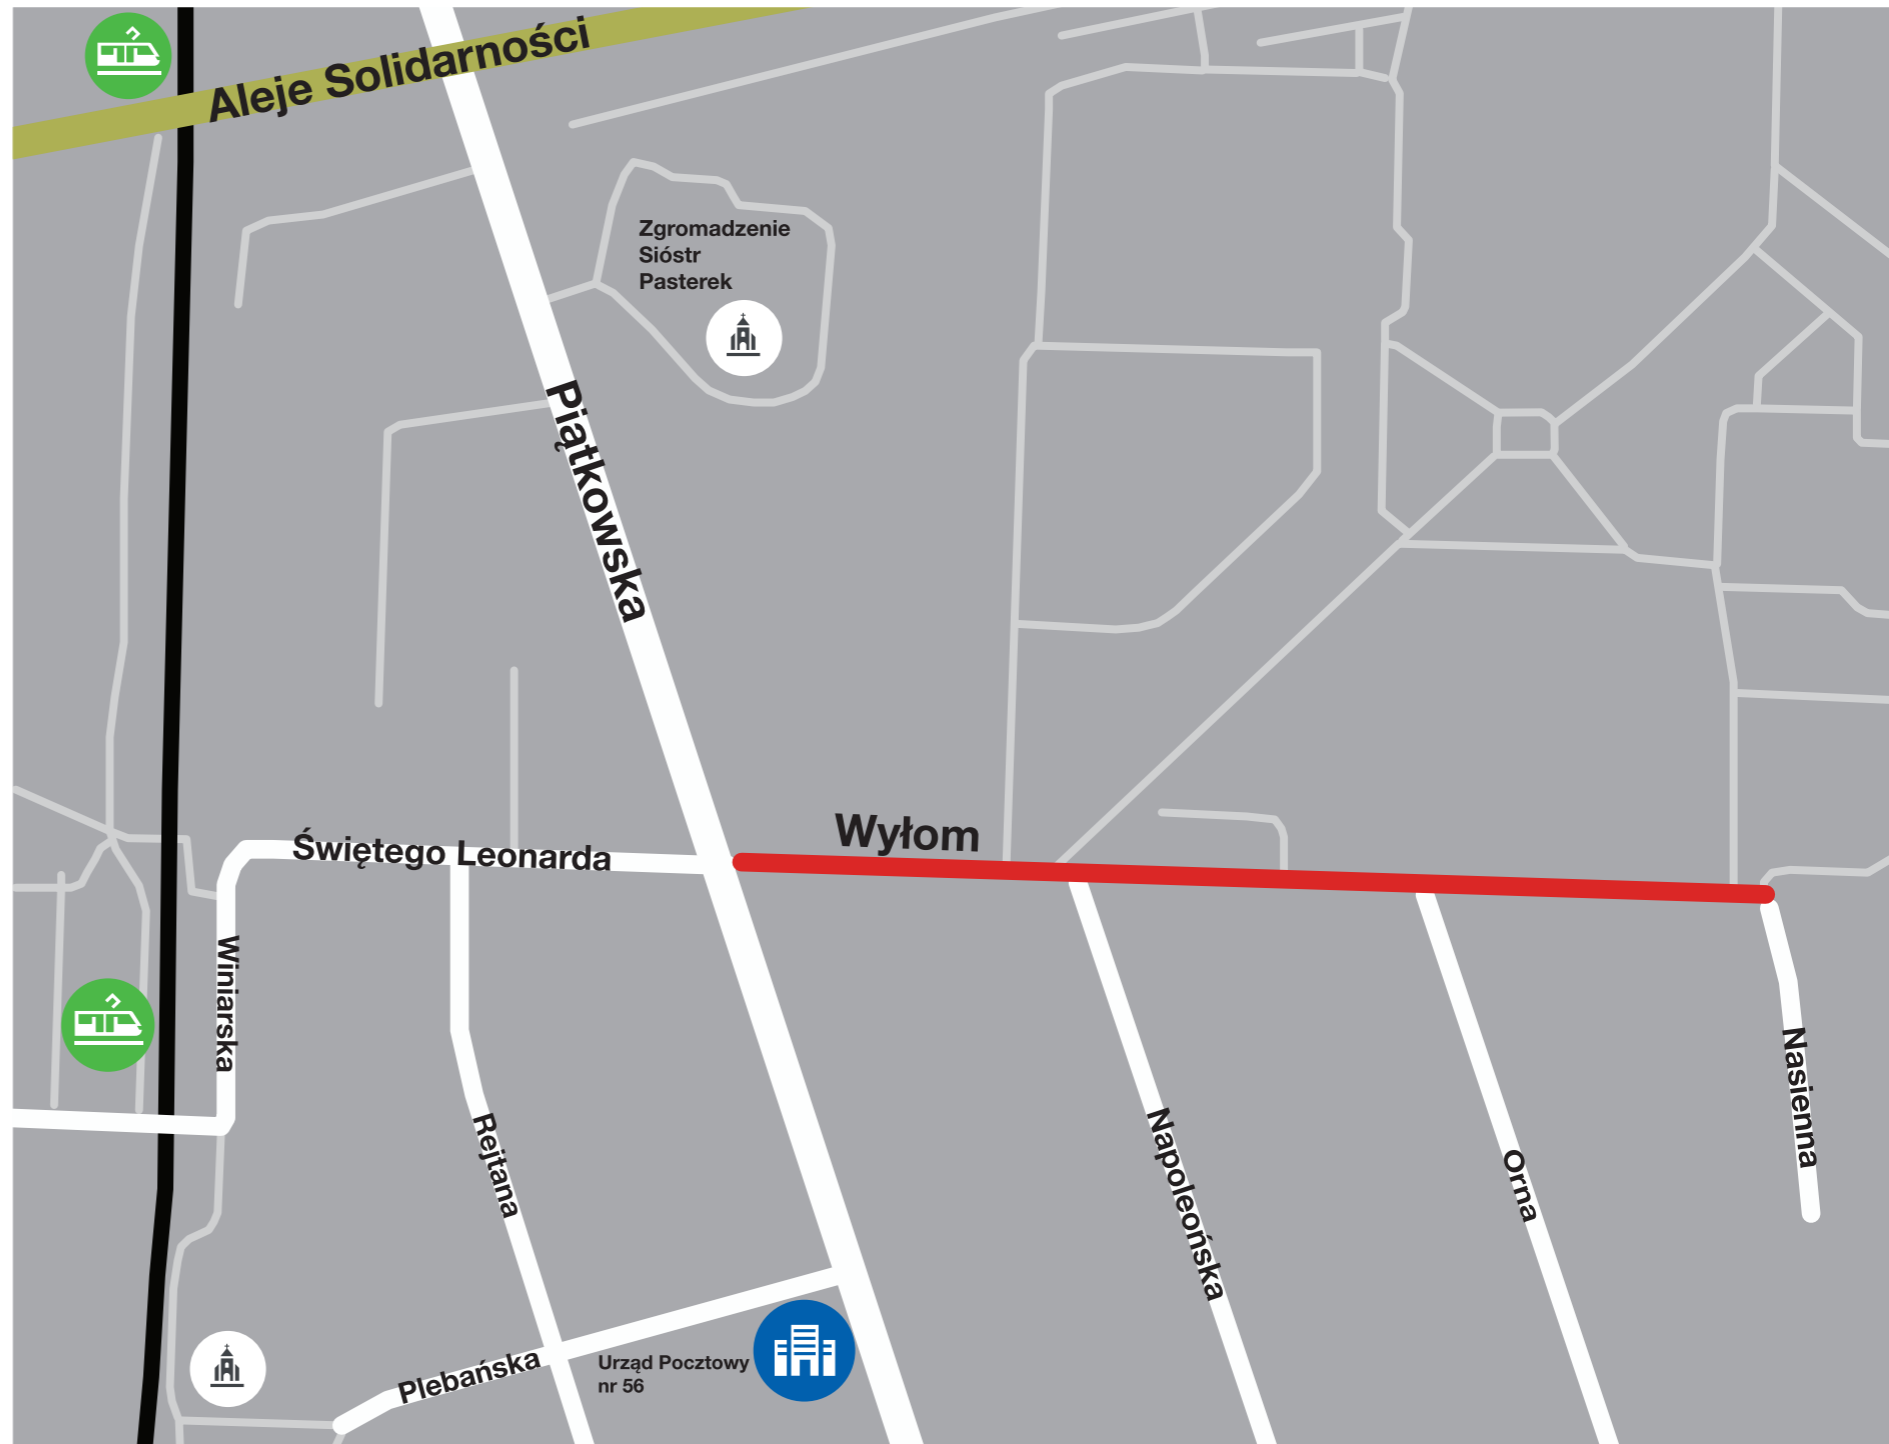 Aleje Solidarności
Zgromadzenie
Sióstr
Pasterek
Piątkowska
Wyłom
Świętego Leonarda
Winiarska
Rejtana
Napoleońska
Orna
Nasienna
Plebańska
Urząd Pocztowy
nr 56